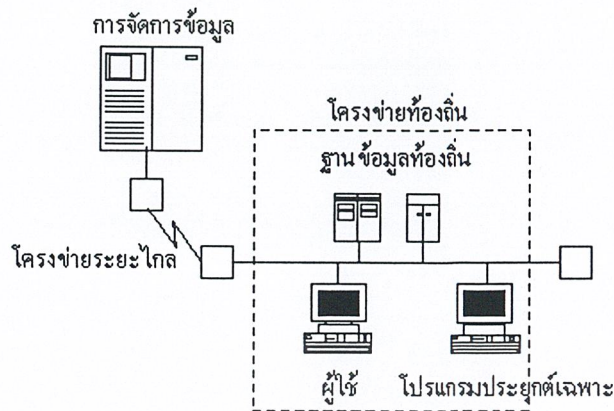 การจัดการข้อมูล
โครงข่ายท้องถิ่น
ฐานข้อมูลท้องถิ่น
โครงข่ายระยะไกล
ผู้ใช้
โปรแกรมประยุกต์เฉพาะ